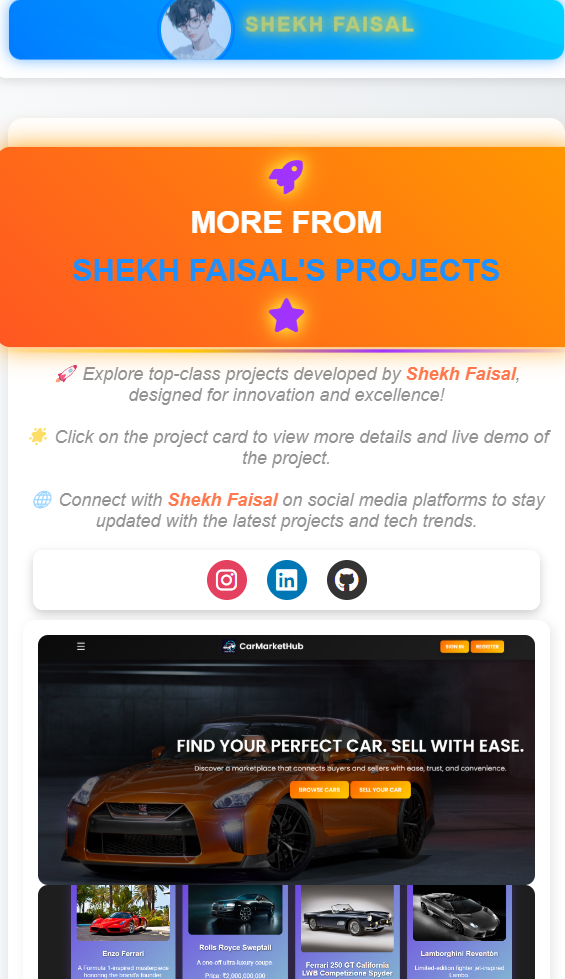 SHEKH FAISAL
MORE FROM
SHEKH FAISAL'S PROJECTS
🚀 Explore top-class projects developed by Shekh Faisal,
designed for innovation and excellence!
🌟 Click on the project card to view more details and live demo of
the project.
🌐 Connect with Shekh Faisal on social media platforms to stay
updated with the latest projects and tech trends.
CarMarketHub
SIGN IN
REGISTER
FIND YOUR PERFECT CAR. SELL WITH EASE.
Discover a marketplace that connects buyers and sellers with ease, trust, and convenience.
BROWSE CARS
SELL YOUR CAR
Enzo Ferrari
A Formula 1-inspired masterpiece
honoring the brand's founder.
Rolls Royce Sweptail
A one-off ultra-luxury coupe.
Price: ₹2,000,000,000
Ferrari 250 GT California
LWB Competizione Spyder
Lamborghini Reventón
Limited-edition fighter jet-inspired
Lambo.